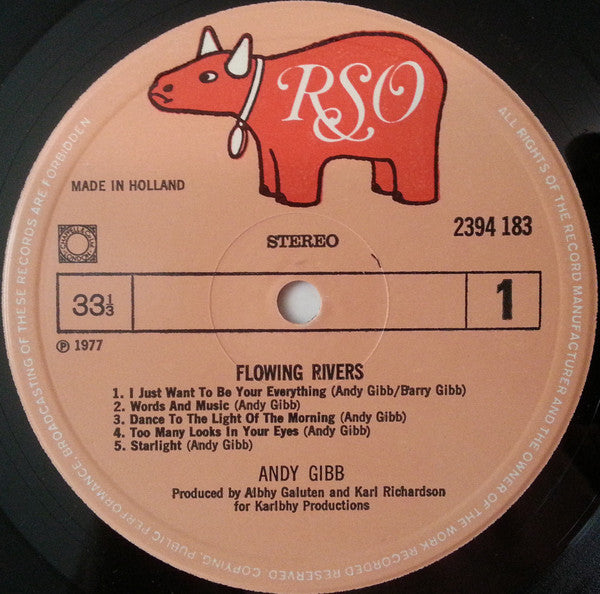 RSO
MADE IN HOLLAND
2394 183
STEREO
CHAPPELL & CO. LTD.
LONDON
33⅓
1
℗ 1977
FLOWING RIVERS
1. I Just Want To Be Your Everything (Andy Gibb/Barry Gibb)
2. Words And Music (Andy Gibb)
3. Dance To The Light Of The Morning (Andy Gibb)
4. Too Many Looks In Your Eyes (Andy Gibb)
5. Starlight (Andy Gibb)
ANDY GIBB
Produced by Albhy Galuten and Karl Richardson
for Karlbhy Productions
ALL RIGHTS OF THE RECORD MANUFACTURER AND THE OWNER OF THE WORK RECORDED RESERVED. COPYING, PUBLIC PERFORMANCE, BROADCASTING OF THESE RECORDS ARE FORBIDDEN